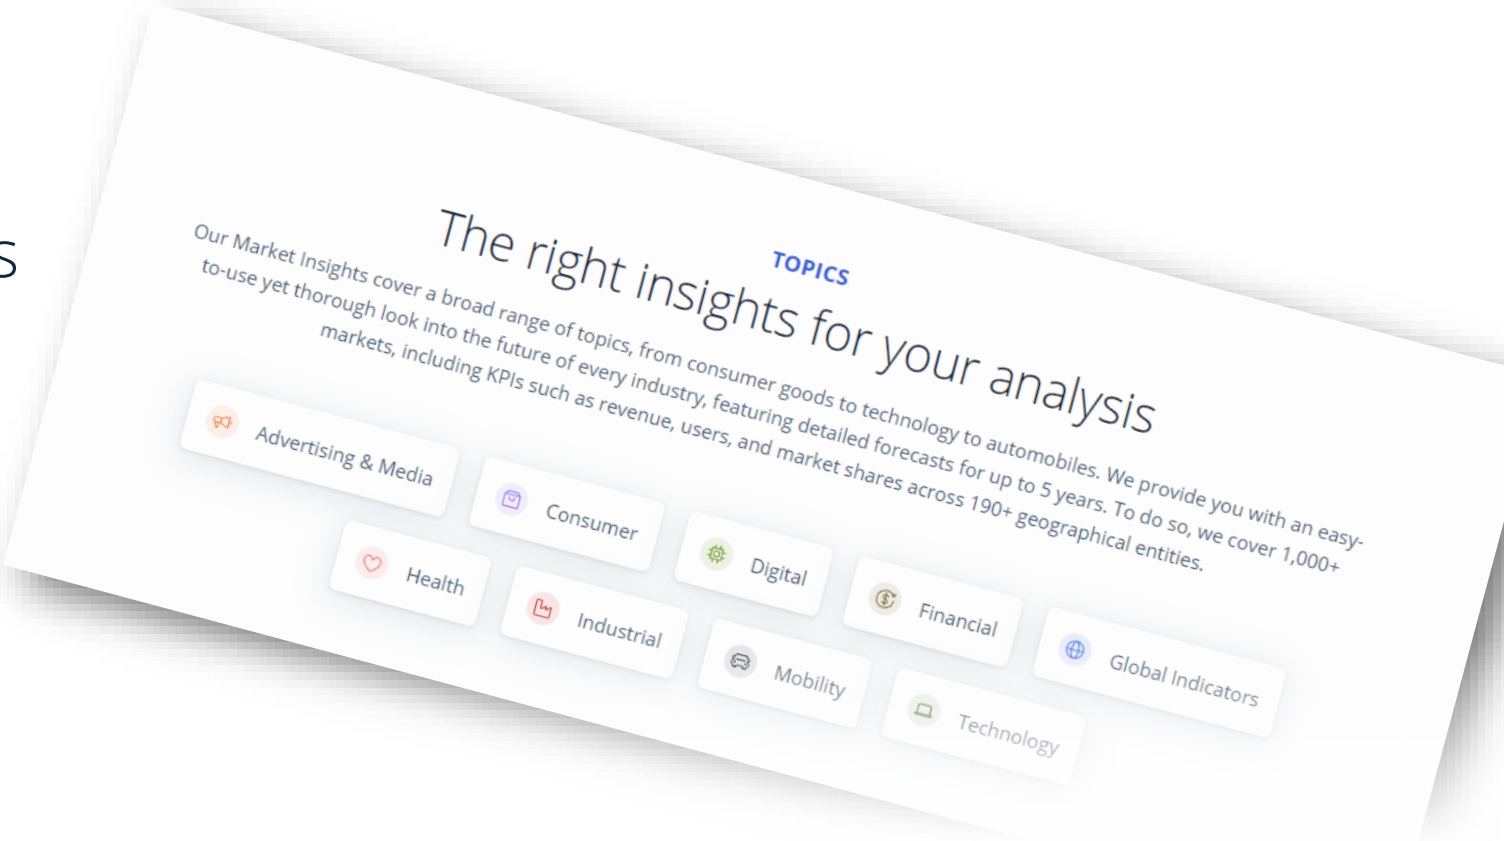 s
TOPICS
The right insights for your analysis
Our Market Insights cover a broad range of topics, from consumer goods to technology to automobiles. We provide you with an easy-
to-use yet thorough look into the future of every industry, featuring detailed forecasts for up to 5 years. To do so, we cover 1,000+
markets, including KPIs such as revenue, users, and market shares across 190+ geographical entities.
Advertising & Media
Consumer
Digital
Financial
Global Indicators
Health
Industrial
Mobility
Technology